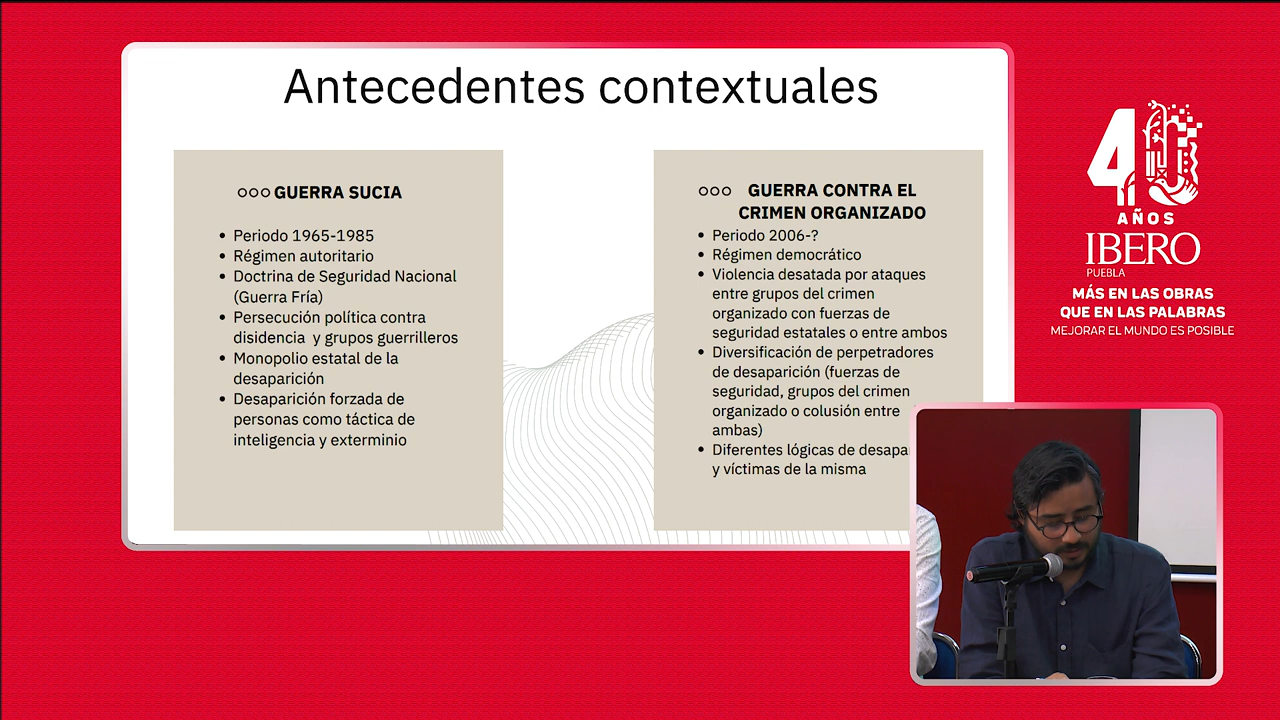 Antecedentes contextuales
GUERRA SUCIA
Periodo 1965-1985
Régimen autoritario
Doctrina de Seguridad Nacional
(Guerra Fría)
Persecución política contra
disidencia y grupos guerrilleros
Monopolio estatal de la
desaparición
Desaparición forzada de
personas como táctica de
inteligencia y exterminio
GUERRA CONTRA EL
CRIMEN ORGANIZADO
Periodo 2006-?
Régimen democrático
Violencia desatada por ataques
entre grupos del crimen
organizado con fuerzas de
seguridad estatales o entre ambos
Diversificación de perpetradores
de desaparición (fuerzas de
seguridad, grupos del crimen
organizado o colusión entre
ambas)
Diferentes lógicas de desapa
y víctimas de la misma
40
AÑOS
IBERO
PUEBLA
MÁS EN LAS OBRAS
QUE EN LAS PALABRAS
MEJORAR EL MUNDO ES POSIBLE